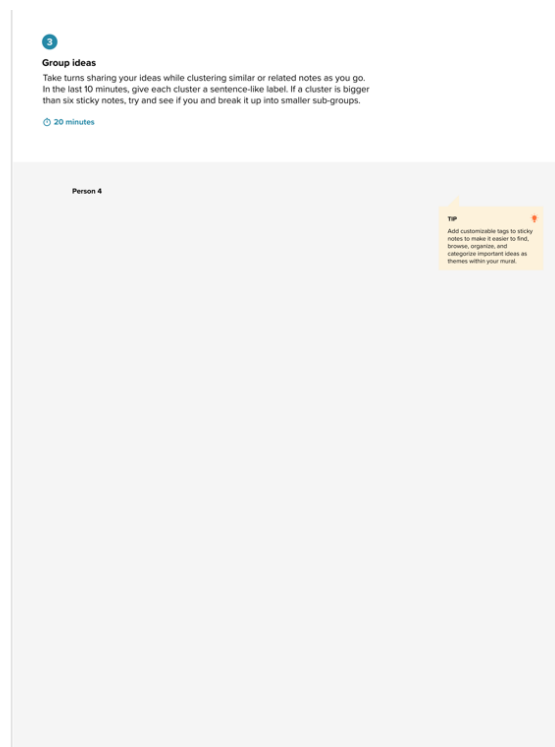 3
Group ideas
Take turns sharing your ideas while clustering similar or related notes as you go.
In the last 10 minutes, give each cluster a sentence-like label. If a cluster is bigger
than six sticky notes, try and see if you and break it up into smaller sub-groups.
20 minutes
Person 4
TIP
Add customizable tags to sticky
notes to make it easier to find,
browse, organize, and
categorize important ideas as
themes within your mural.